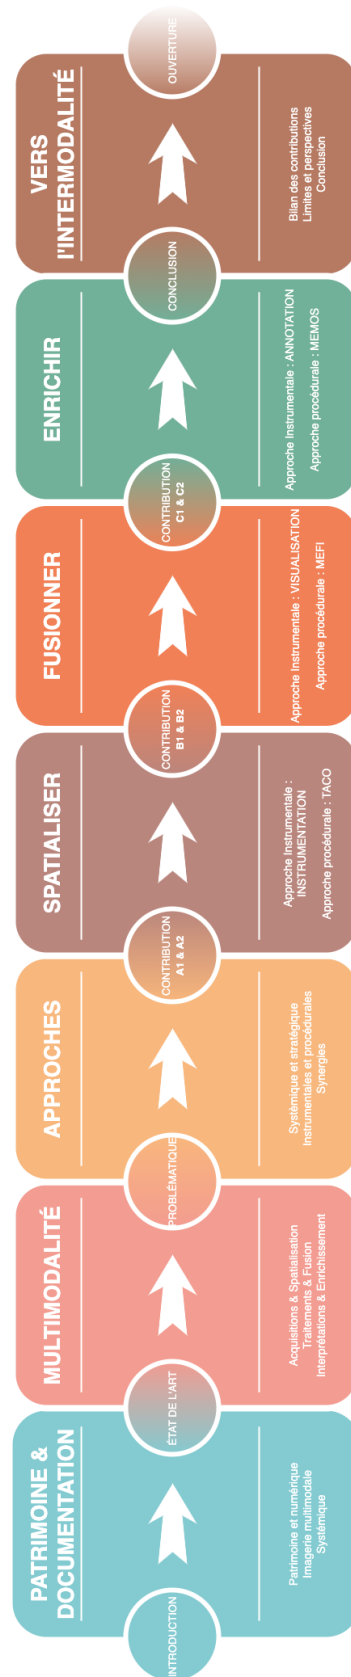 INTRODUCTION
PATRIMOINE &
DOCUMENTATION
Patrimoine et numérique
Imagerie multimodale
Systémique
ÉTAT DE L'ART
MULTIMODALITÉ
Acquisitions & Spatialisation
Traitements & Fusion
Interprétations & Enrichissement
PROBLÉMATIQUE
APPROCHES
Systémique et stratégique
Instrumentales et procédurales
Synergies
CONTRIBUTION
A1 & A2
SPATIALISER
Approche Instrumentale :
INSTRUMENTATION
Approche procédurale : TACO
CONTRIBUTION
B1 & B2
FUSIONNER
Approche Instrumentale : VISUALISATION
Approche procédurale : MEFI
CONTRIBUTION
C1 & C2
ENRICHIR
Approche Instrumentale : ANNOTATION
Approche procédurale : MEMOS
CONCLUSION
VERS
l'INTERMODALITÉ
Bilan des contributions
Limites et perspectives
Conclusion
OUVERTURE